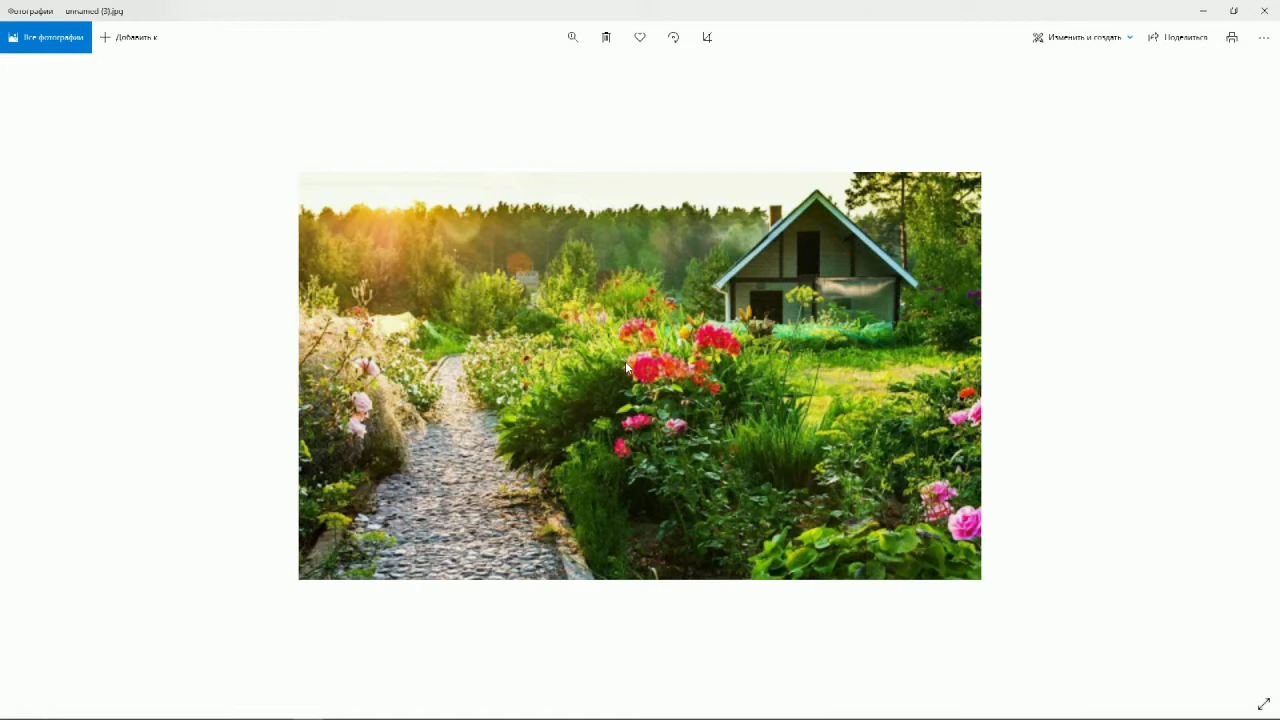 Фотографии - unnamed (3).jpg
Все фотографии
Добавить к
Изменить и создать
Поделиться